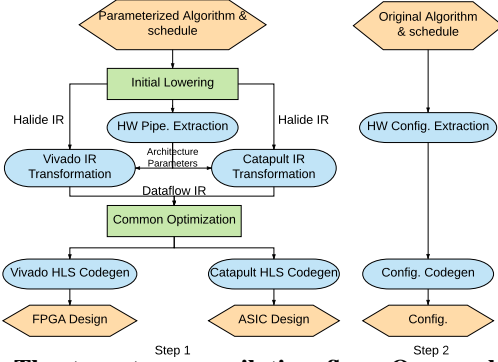 Parameterized Algorithm &
schedule
Original Algorithm
& schedule
Initial Lowering
Halide IR
Halide IR
HW Pipe. Extraction
HW Config. Extraction
Architecture
Parameters
Vivado IR
Transformation
Catapult IR
Transformation
Dataflow IR
Common Optimization
Vivado HLS Codegen
Catapult HLS Codegen
Config. Codegen
FPGA Design
ASIC Design
Config.
Step 1
Step 2